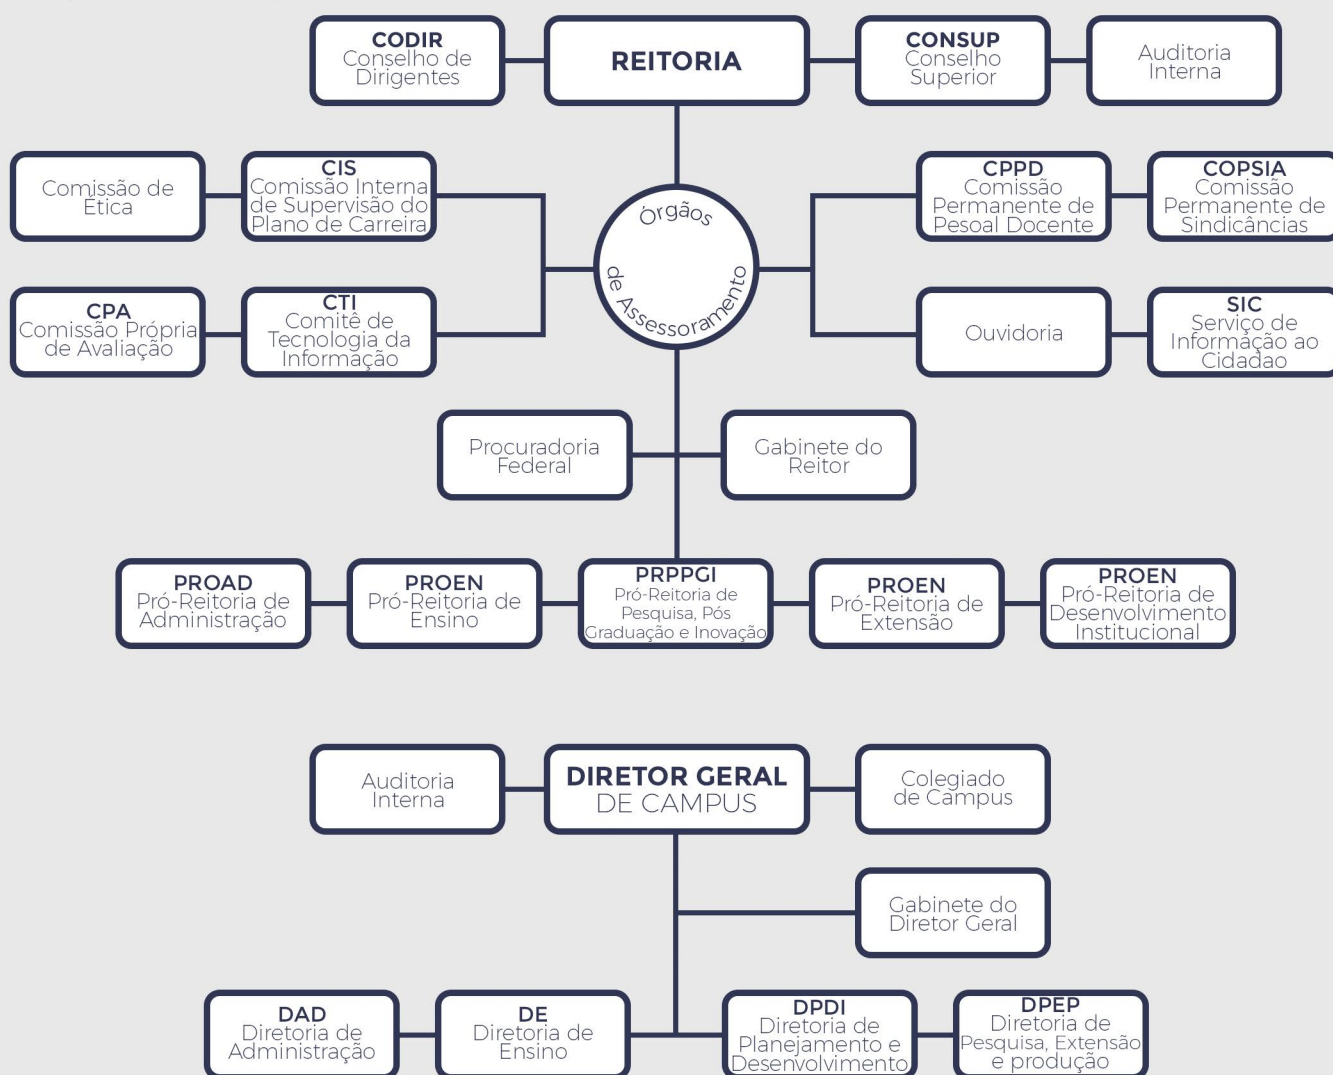 CODIR
Conselho de
Dirigentes
REITORIA
CONSUP
Conselho
Superior
Auditoria
Interna
Comissão de
Ética
CIS
Comissão Interna
de Supervisão do
Plano de Carreira
CPPD
Comissão
Permanente de
Pesoal Docente
COPSIA
Comissão
Permanente de
Sindicâncias
Órgãos
de Assessoramento
CPA
Comissão Própria
de Avaliação
CTI
Comitê de
Tecnologia da
Informação
Ouvidoria
SIC
Serviço de
Informação ao
Cidadao
Procuradoria
Federal
Gabinete do
Reitor
PROAD
Pró-Reitoria de
Administração
PROEN
Pró-Reitoria de
Ensino
PRPPGI
Pró-Reitoria de
Pesquisa, Pós
Graduação e Inovação
PROEN
Pró-Reitoria de
Extensão
PROEN
Pró-Reitoria de
Desenvolvimento
Institucional
Auditoria
Interna
DIRETOR GERAL
DE CAMPUS
Colegiado
de Campus
Gabinete do
Diretor Geral
DAD
Diretoria de
Administração
DE
Diretoria de
Ensino
DPDI
Diretoria de
Planejamento e
Desenvolvimento
DPEP
Diretoria de
Pesquisa, Extensão
e produção